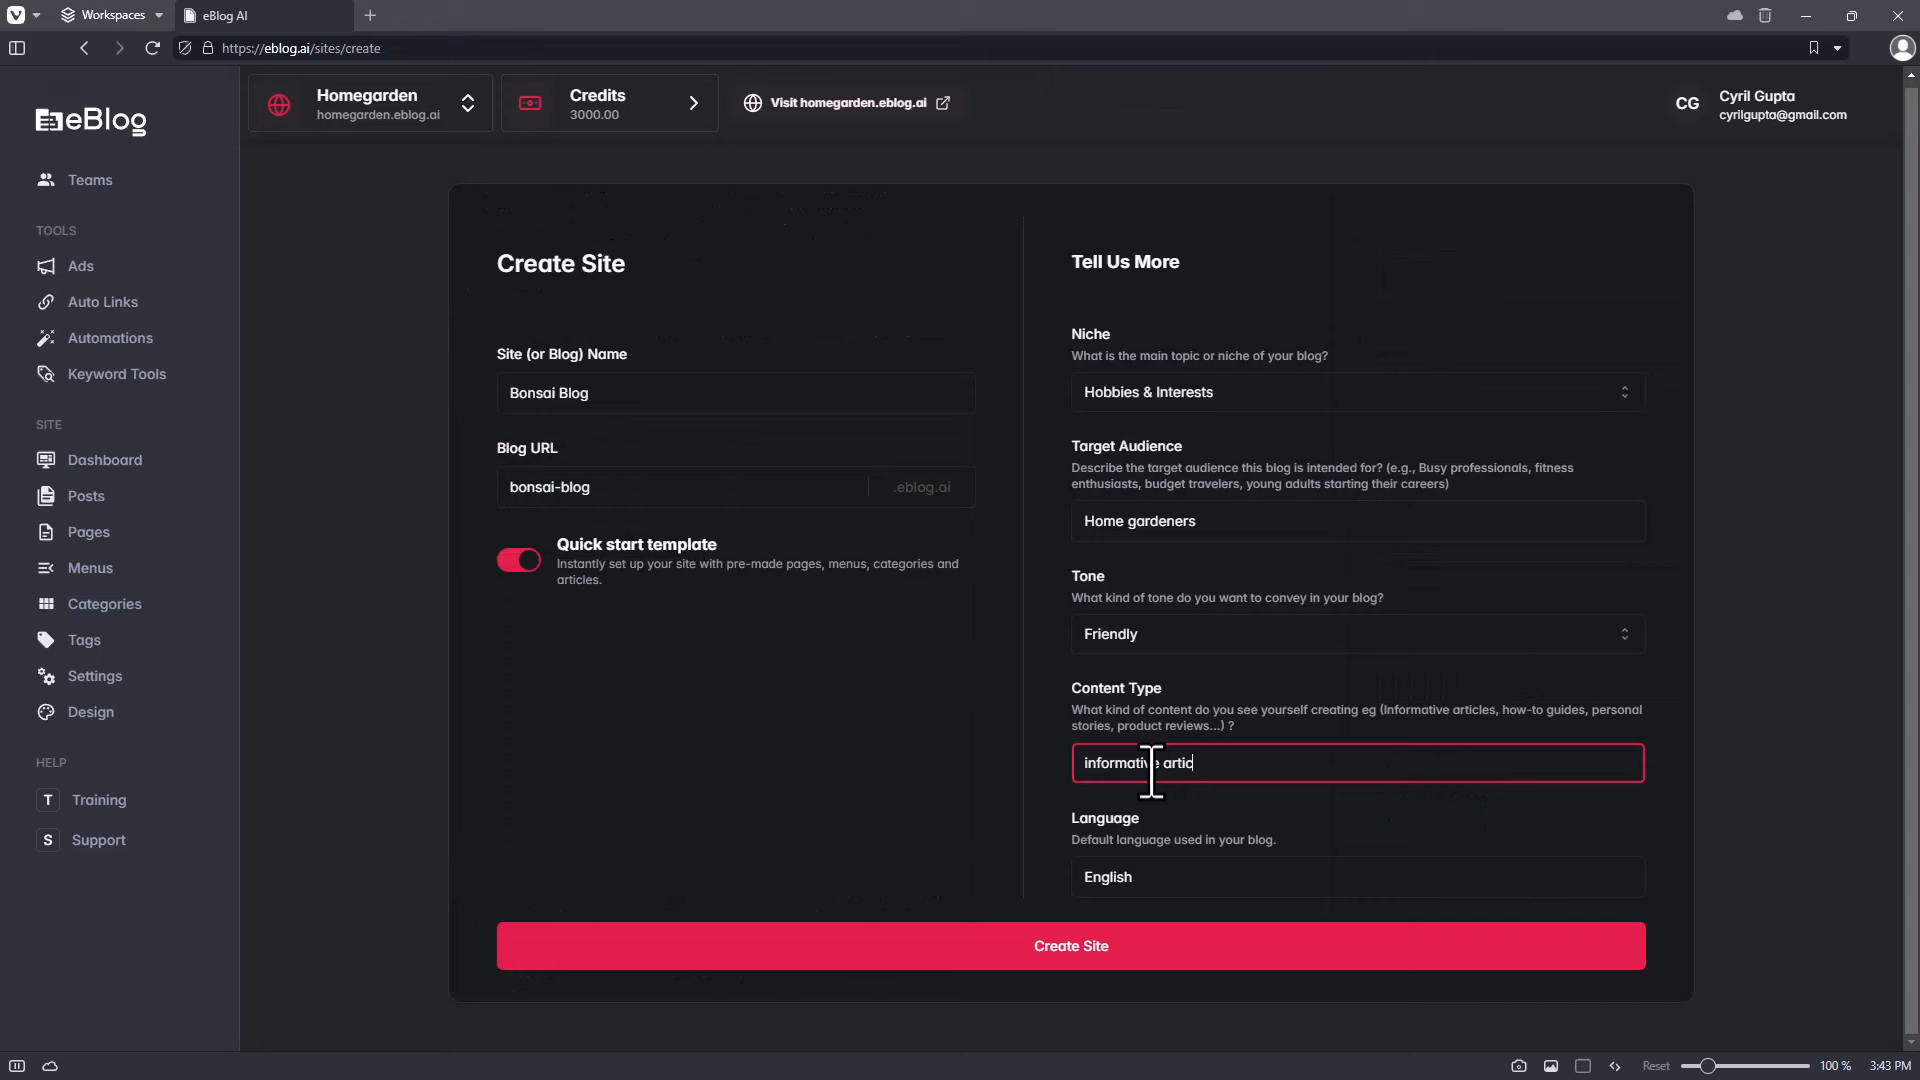 Workspaces
eBlog AI
https://eblog.ai/sites/create
eBlog
Homegarden
homegarden.eblog.ai
Credits
3000.00
Visit homegarden.eblog.ai
CG
Cyril Gupta
cyrilgupta@gmail.com
Teams
TOOLS
Ads
Auto Links
Automations
Keyword Tools
SITE
Dashboard
Posts
Pages
Menus
Categories
Tags
Settings
Design
HELP
T Training
S Support
Create Site
Site (or Blog) Name
Bonsai Blog
Blog URL
bonsai-blog .eblog.ai
Quick start template
Instantly set up your site with pre-made pages, menus, categories and
articles.
Tell Us More
Niche
What is the main topic or niche of your blog?
Hobbies & Interests
Target Audience
Describe the target audience this blog is intended for? (e.g., Busy professionals, fitness
enthusiasts, budget travelers, young adults starting their careers)
Home gardeners
Tone
What kind of tone do you want to convey in your blog?
Friendly
Content Type
What kind of content do you see yourself creating eg (Informative articles, how-to guides, personal
stories, product reviews...) ?
informative artic
Language
Default language used in your blog.
English
Create Site
Reset 100 % 3:43 PM